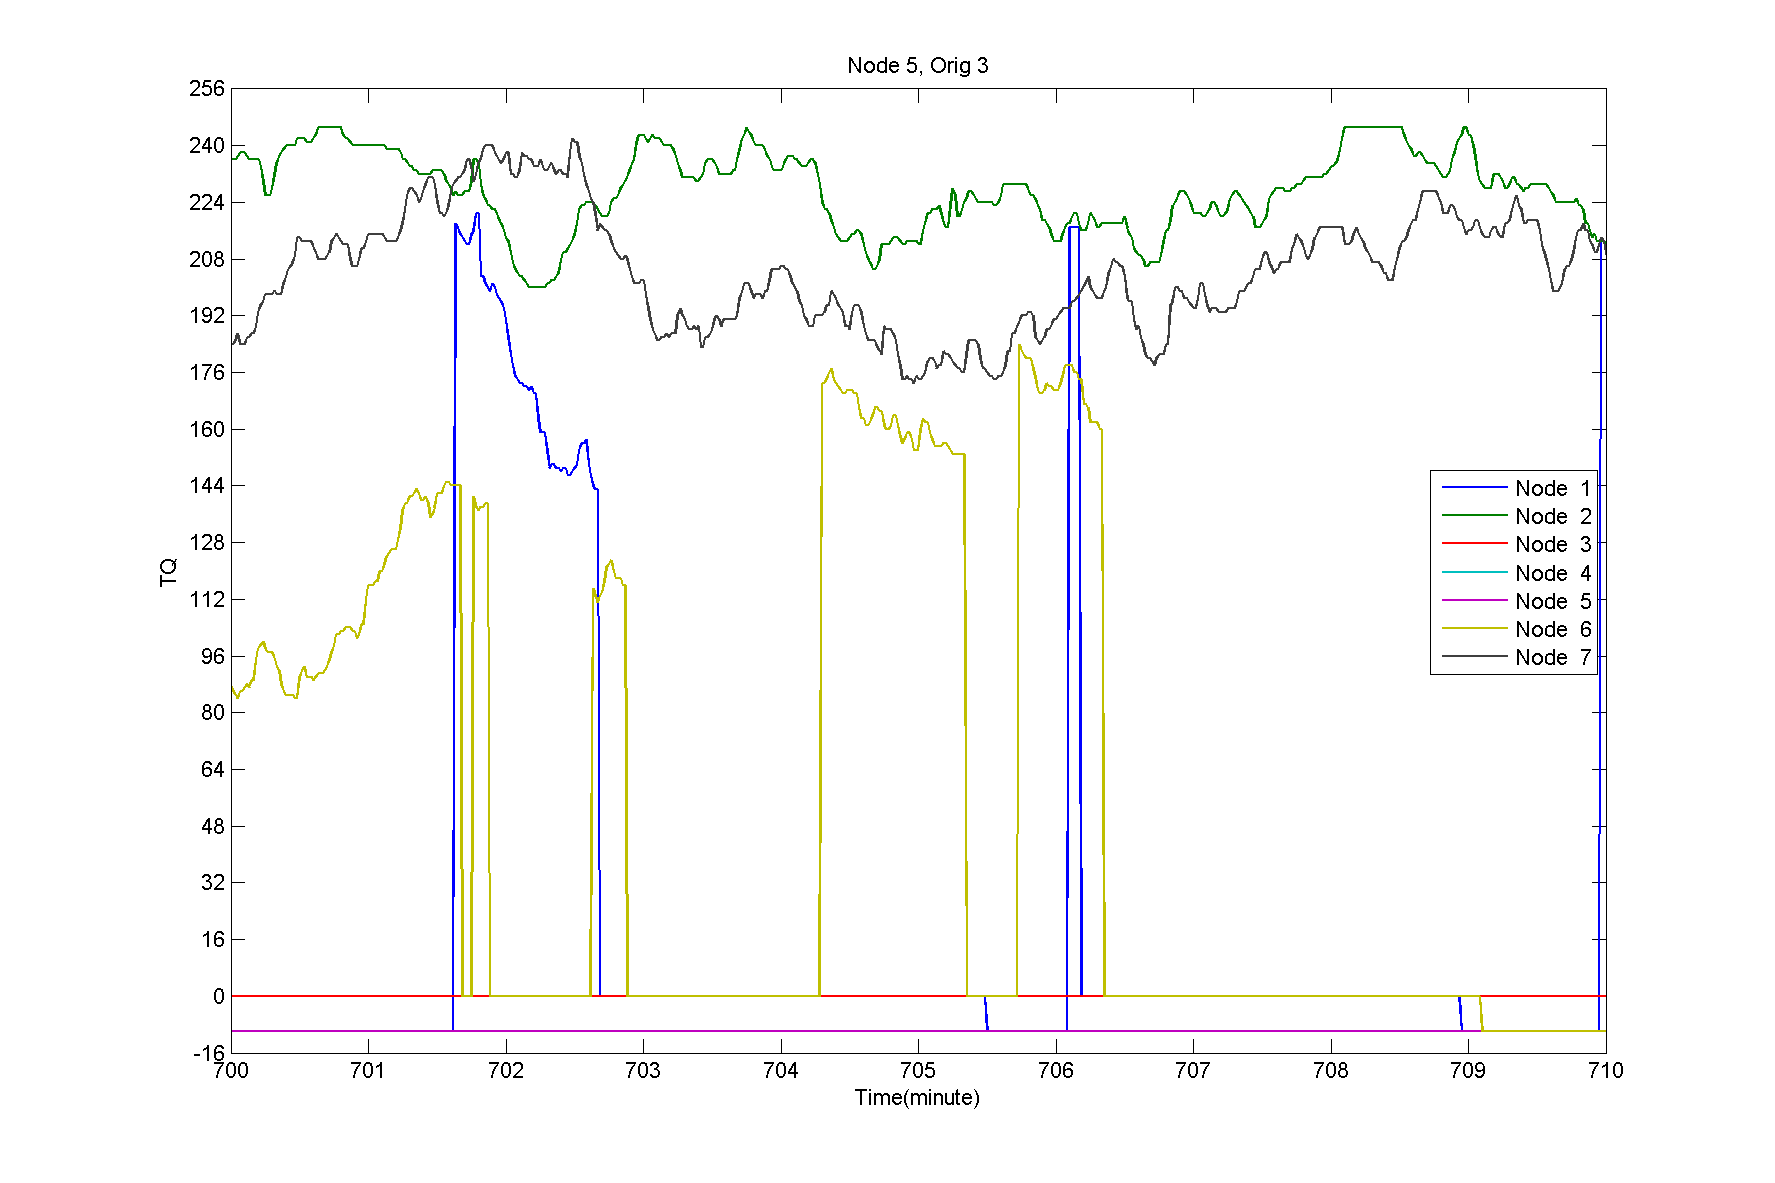 Node 5, Orig 3
256
240
224
208
192
176
160
144
128
112
96
80
64
48
32
16
0
-16
TQ
Node 1
Node 2
Node 3
Node 4
Node 5
Node 6
Node 7
700 701 702 703 704 705 706 707 708 709 710
Time(minute)